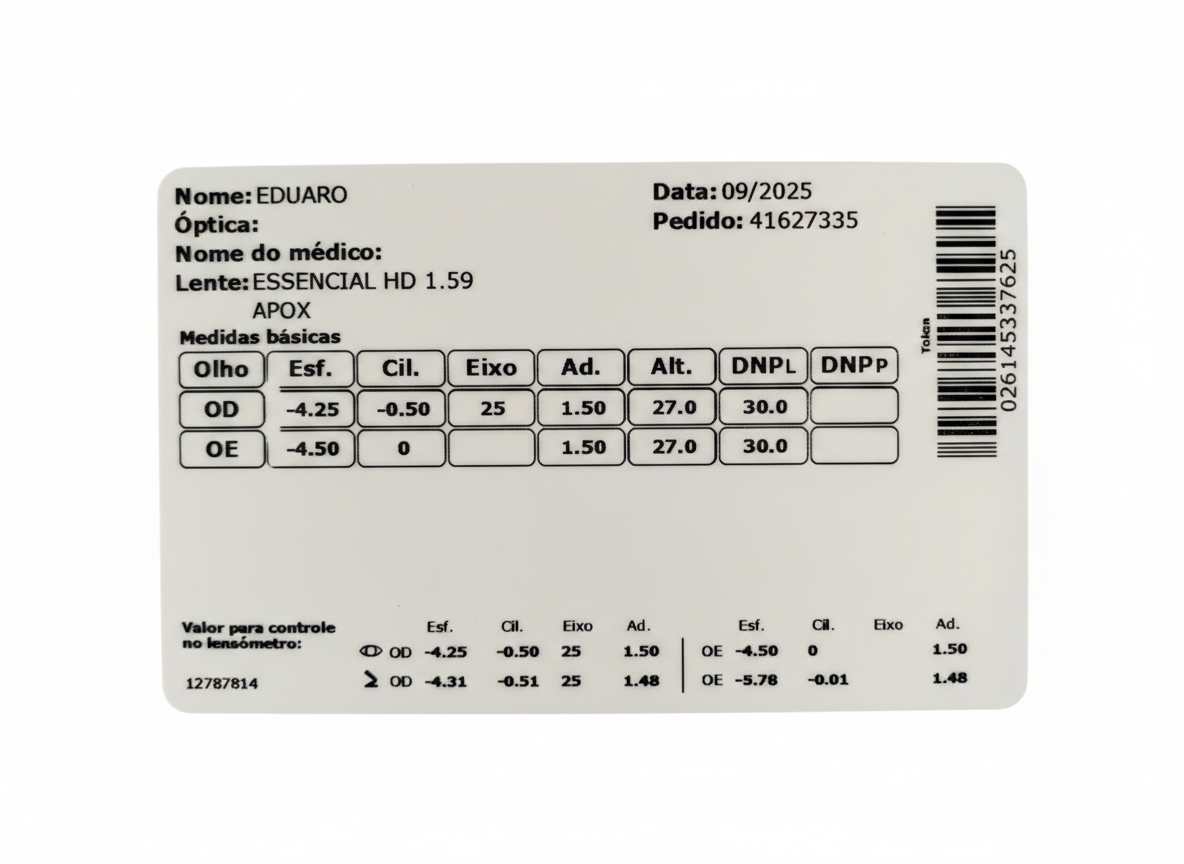 Nome: EDUARO
Óptica:
Nome do médico:
Lente: ESSENCIAL HD 1.59
APOX
Data: 09/2025
Pedido: 41627335
Token
026145337625
Medidas básicas
Olho Esf. Cil. Eixo Ad. Alt. DNPL DNPP
OD -4.25 -0.50 25 1.50 27.0 30.0
OE -4.50 0 1.50 27.0 30.0
Valor para controle
no lensómetro:
12787814
Esf. Cil. Eixo Ad. Esf. Cil. Eixo Ad.
OD -4.25 -0.50 25 1.50 OE -4.50 0 1.50
OD -4.31 -0.51 25 1.48 OE -5.78 -0.01 1.48